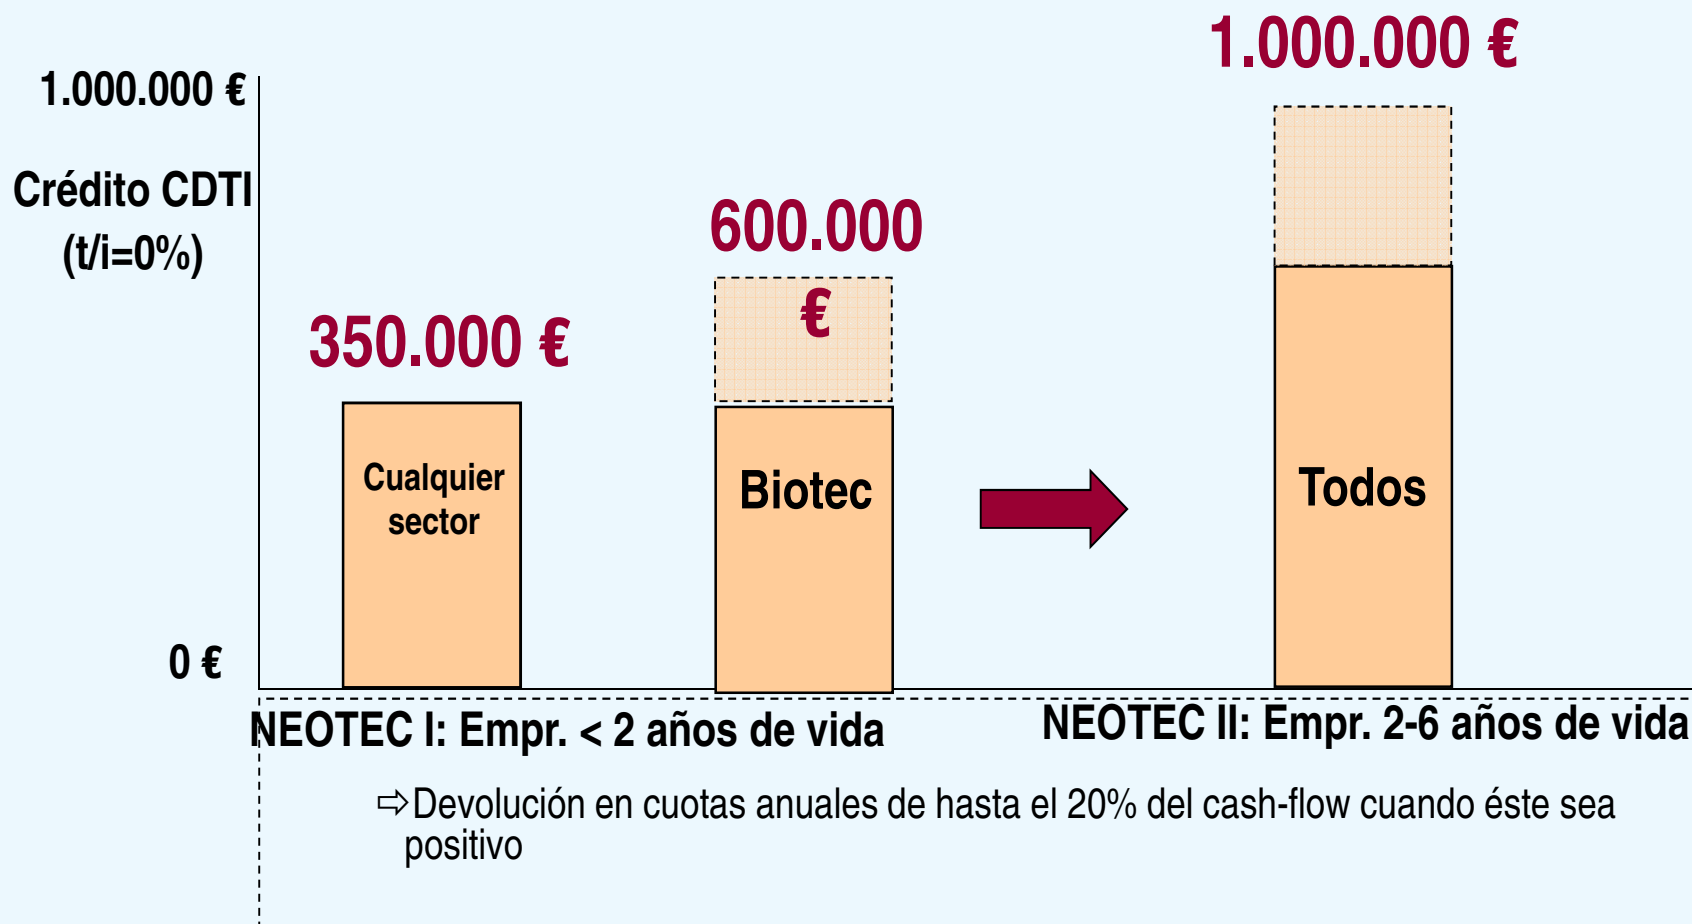 1.000.000 €
1.000.000 €
Crédito CDTI
(t/i=0%)
600.000
€
350.000 €
Cualquier
sector
Biotec
Todos
0 €
NEOTEC I: Empr. < 2 años de vida
NEOTEC II: Empr. 2-6 años de vida
⇨Devolución en cuotas anuales de hasta el 20% del cash-flow cuando éste sea
positivo